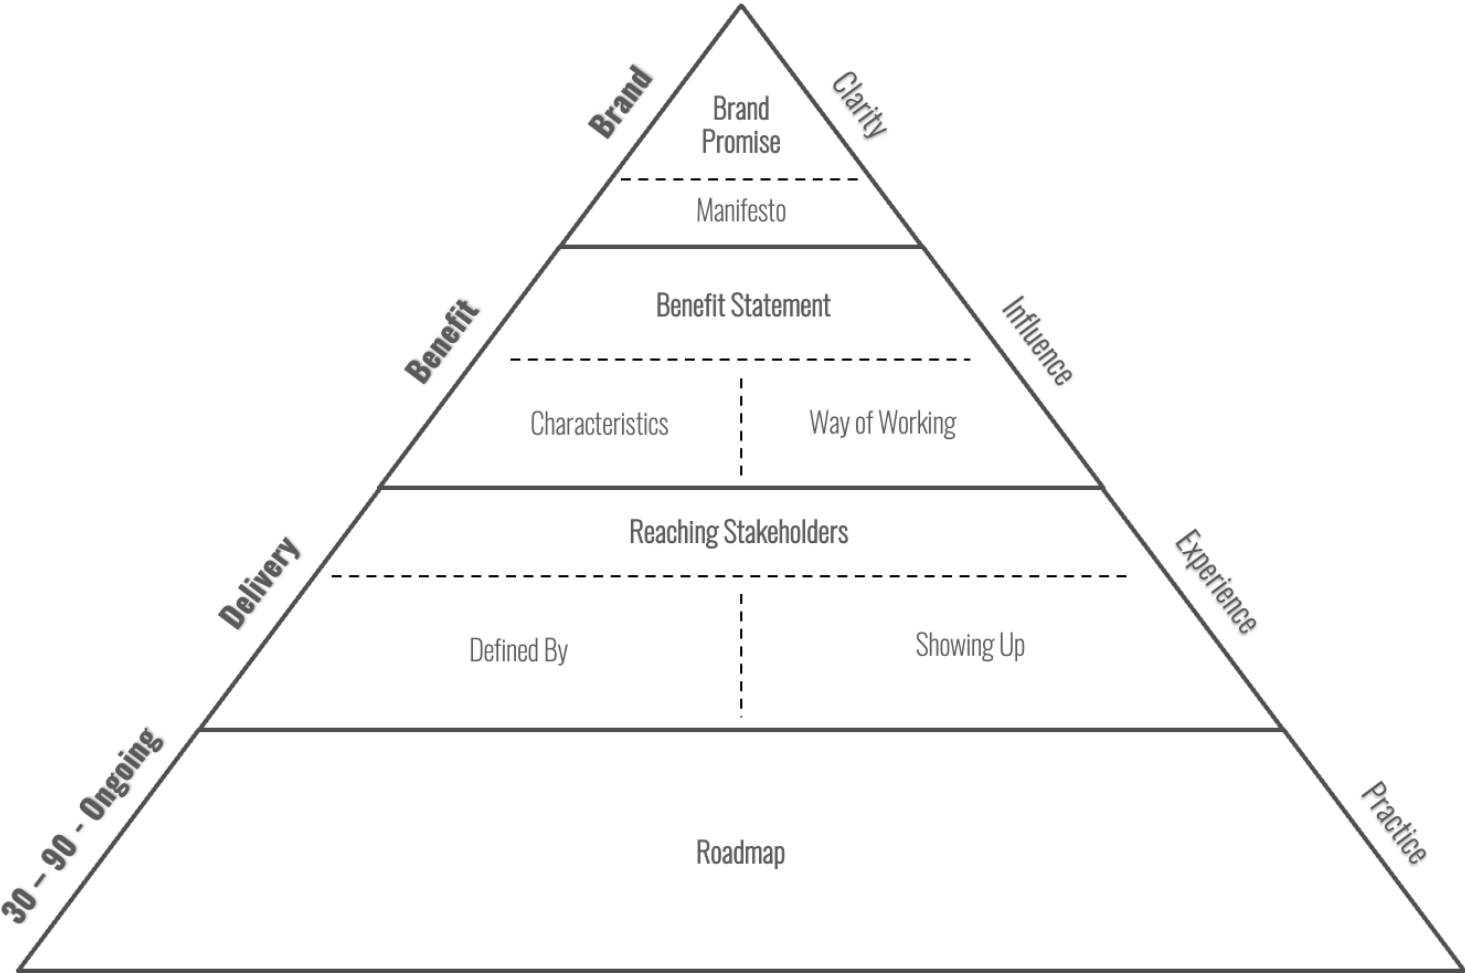 Brand
Clarity
Brand
Promise
Manifesto
Benefit
Influence
Benefit Statement
Characteristics
Way of Working
Delivery
Experience
Reaching Stakeholders
Defined By
Showing Up
30 – 90 - Ongoing
Practice
Roadmap